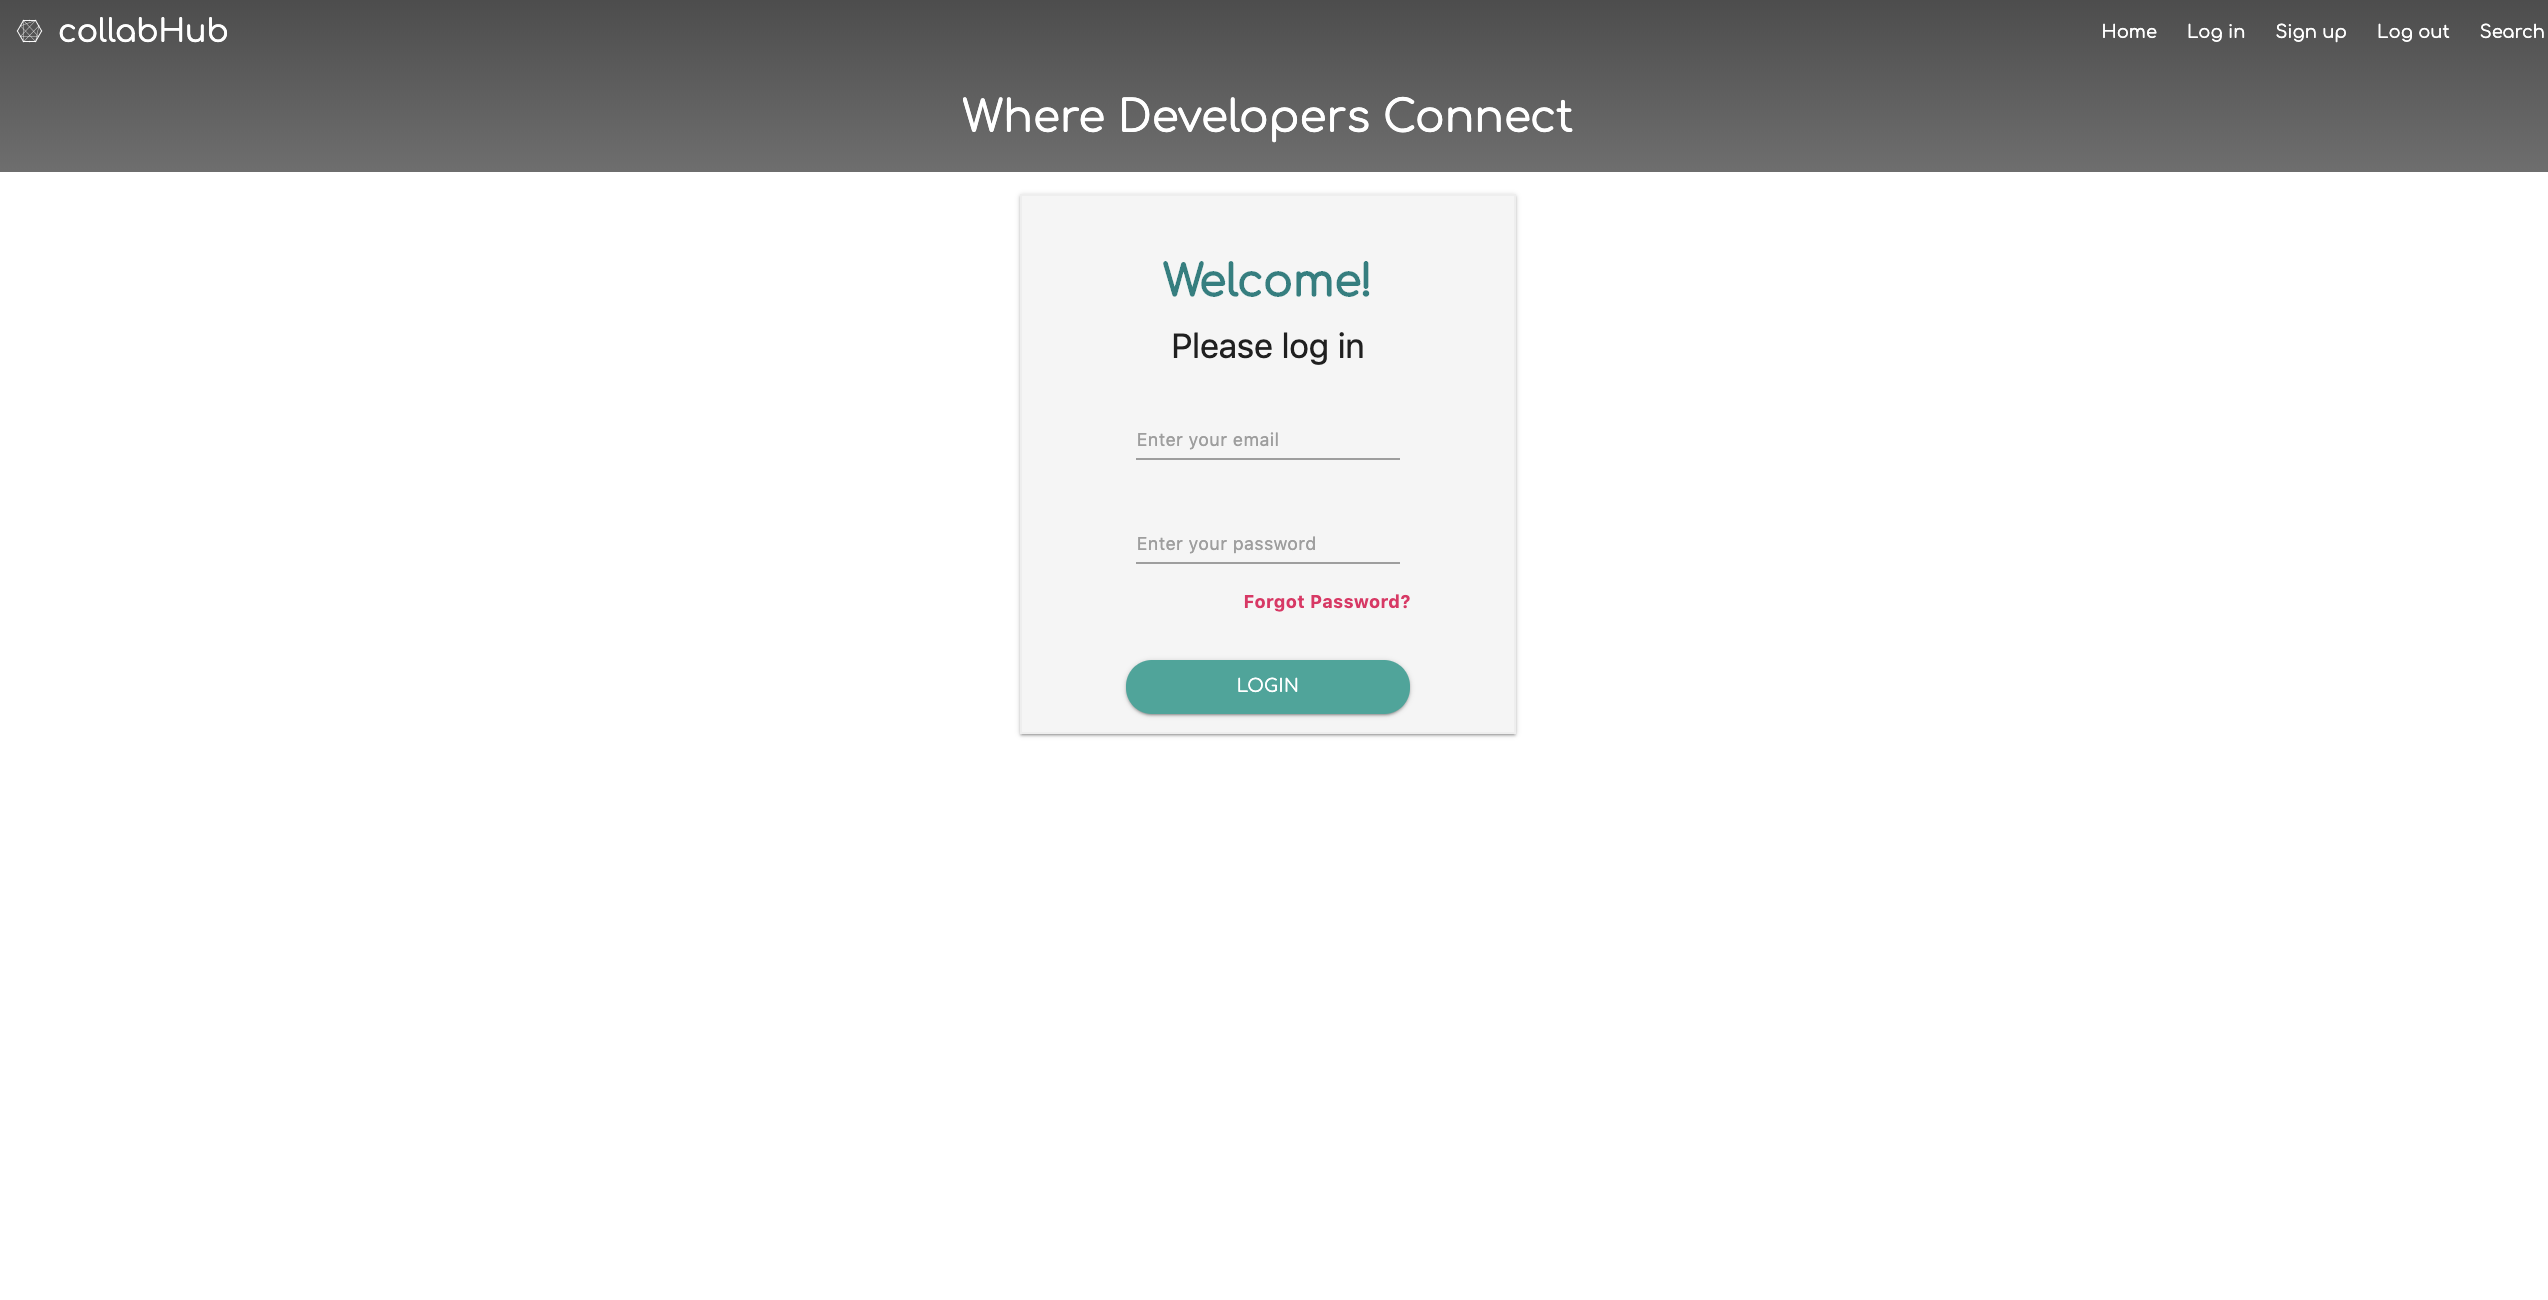 collabHub
Home Log in Sign up Log out Search
Where Developers Connect
Welcome!
Please log in
Enter your email
Enter your password
Forgot Password?
LOGIN